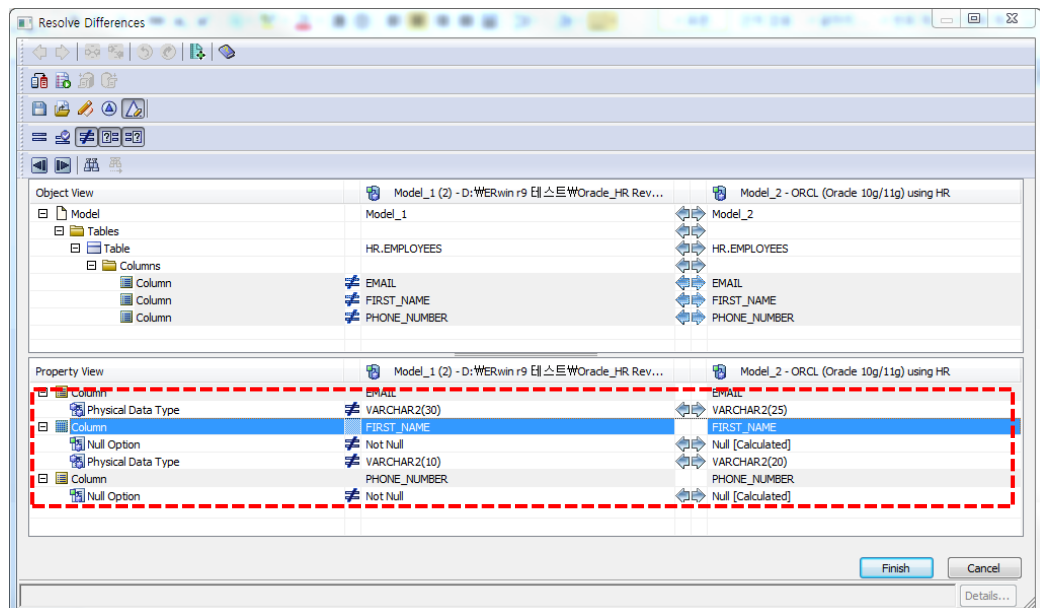 Resolve Differences
Object View Model_1 (2) - D:₩ERwin r9 테스트₩Oracle_HR Rev... Model_2 - ORCL (Oracle 10g/11g) using HR
Model Model_1 Model_2
Tables
Table HR.EMPLOYEES HR.EMPLOYEES
Columns
Column EMAIL EMAIL
Column FIRST_NAME FIRST_NAME
Column PHONE_NUMBER PHONE_NUMBER
Property View Model_1 (2) - D:₩ERwin r9 테스트₩Oracle_HR Rev... Model_2 - ORCL (Oracle 10g/11g) using HR
Column EMAIL EMAIL
Physical Data Type VARCHAR2(30) VARCHAR2(25)
Column FIRST_NAME FIRST_NAME
Null Option Not Null Null [Calculated]
Physical Data Type VARCHAR2(10) VARCHAR2(20)
Column PHONE_NUMBER PHONE_NUMBER
Null Option Not Null Null [Calculated]
Finish Cancel
Details...